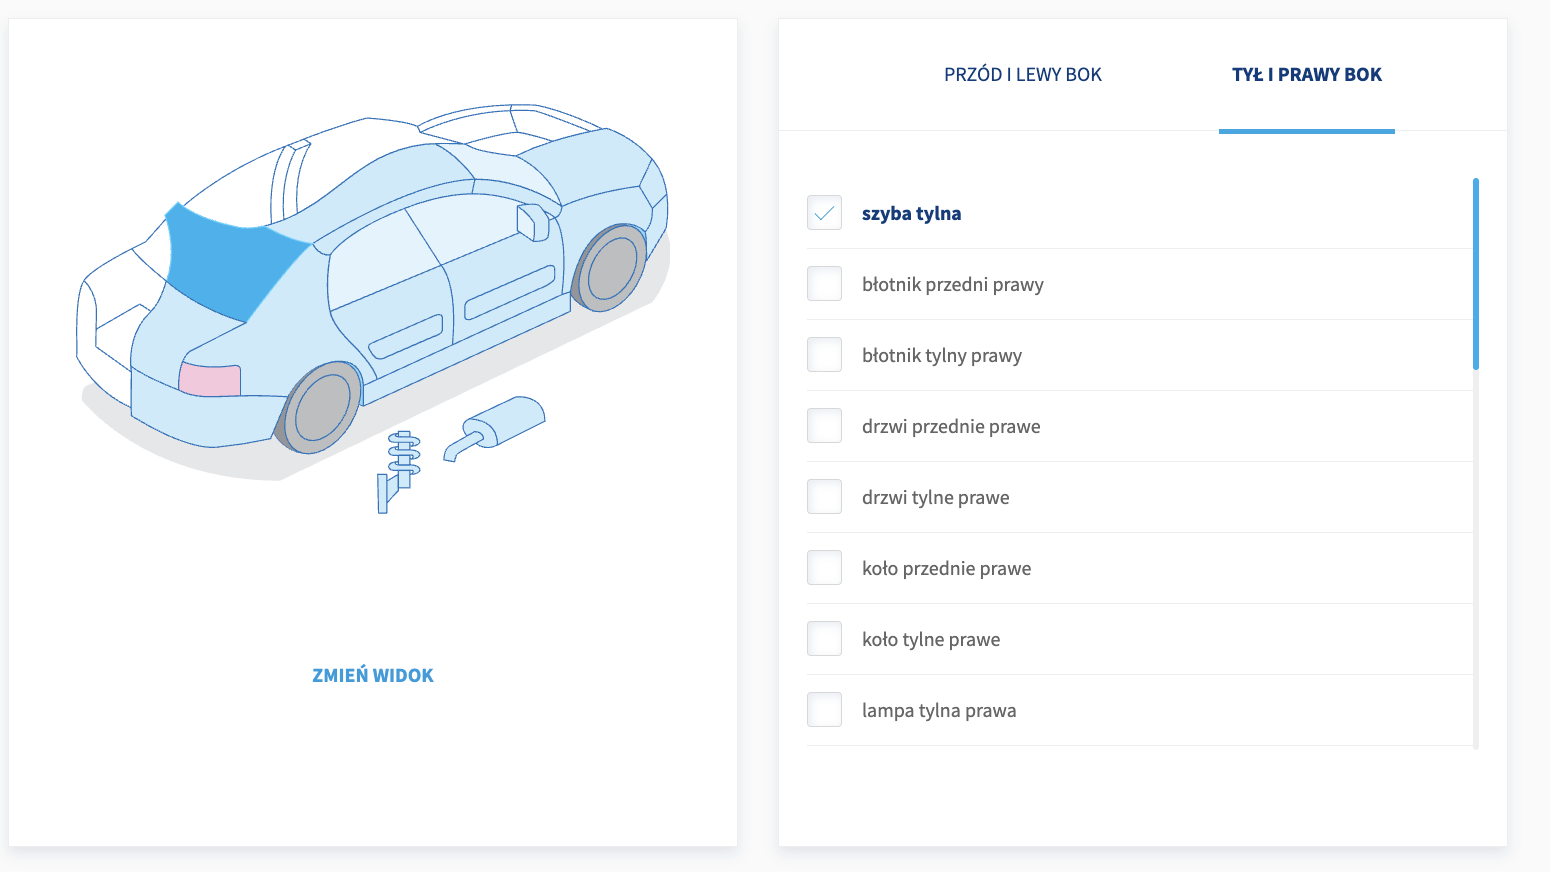 PRZÓD I LEWY BOK
TYŁ I PRAWY BOK
szyba tylna
błotnik przedni prawy
błotnik tylny prawy
drzwi przednie prawe
drzwi tylne prawe
koło przednie prawe
koło tylne prawe
lampa tylna prawa
ZMIEŃ WIDOK